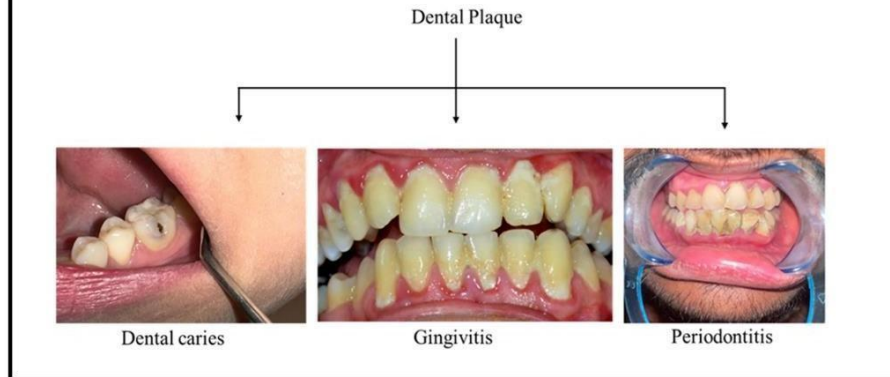 Dental Plaque
Dental caries
Gingivitis
Periodontitis